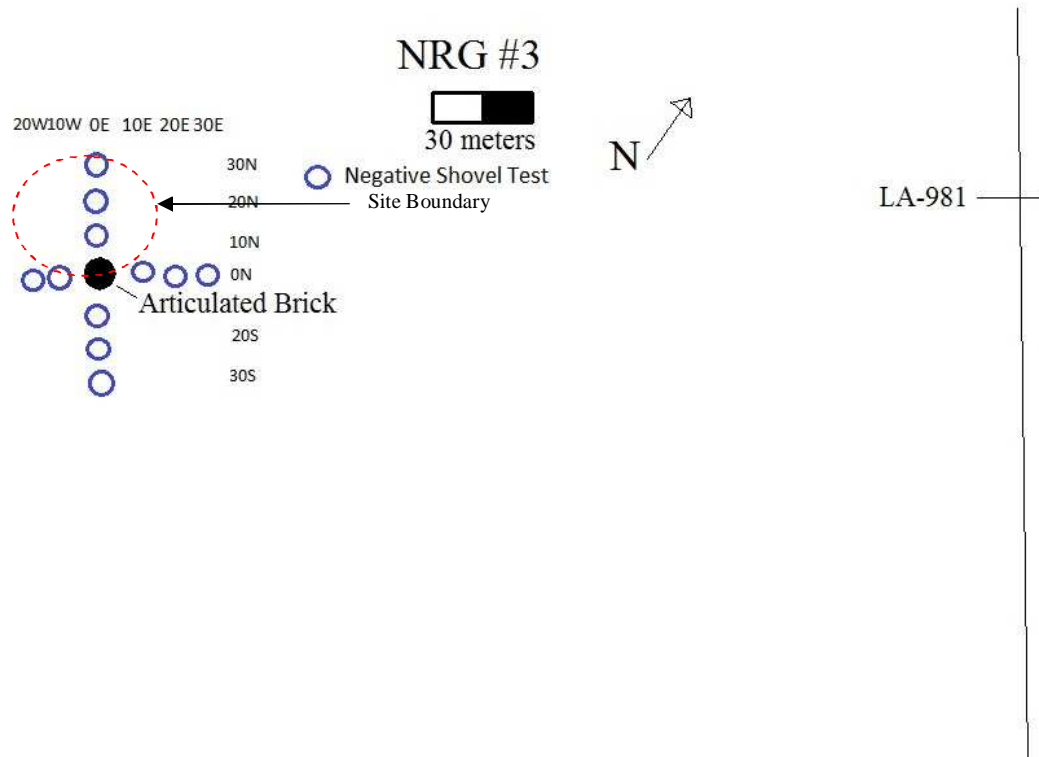 NRG #3
30 meters
N
20W10W 0E 10E 20E 30E
30N
Negative Shovel Test
20N
Site Boundary
LA-981
10N
0N
Articulated Brick
20S
30S